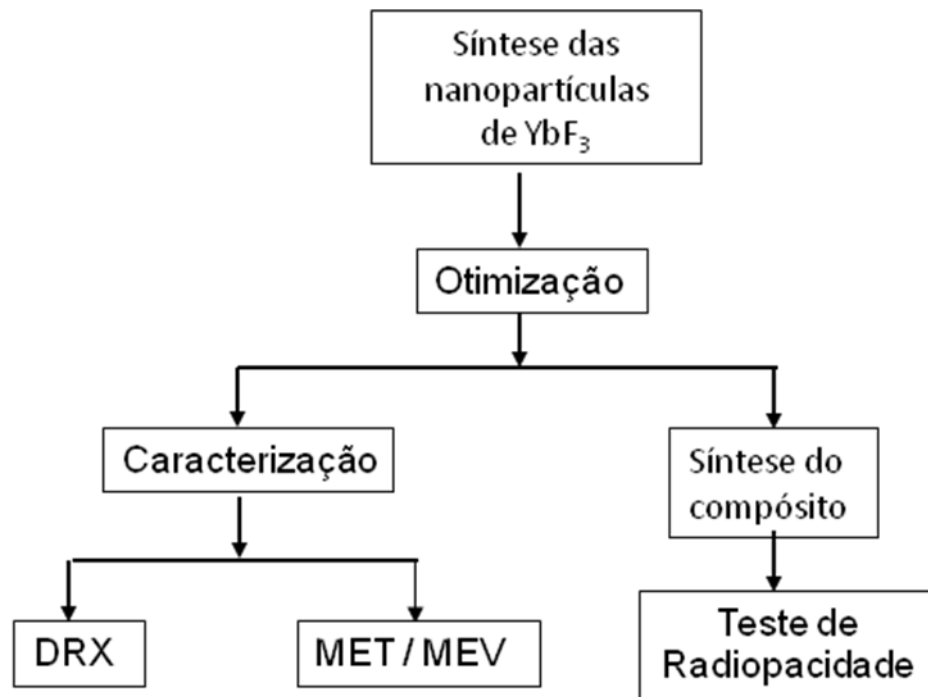 Síntese das
nanopartículas
de YbF₃
Otimização
Caracterização
Síntese do
compósito
DRX
MET / MEV
Teste de
Radiopacidade